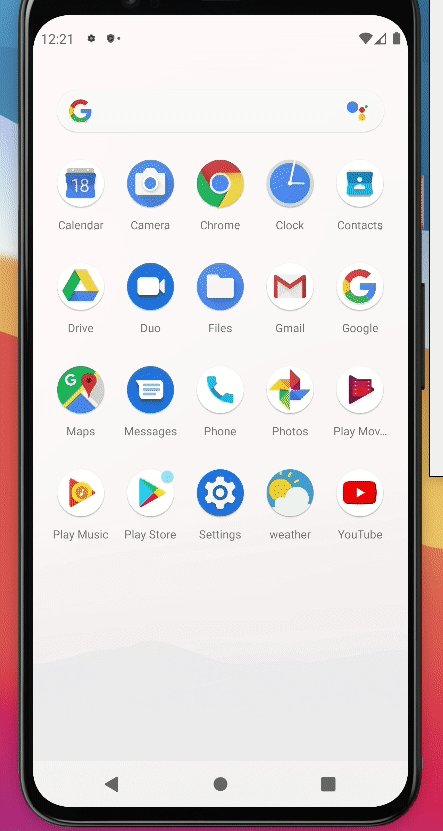 12:21
G
18
Calendar Camera Chrome Clock Contacts
G
Drive Duo Files Gmail Google
G
Maps Messages Phone Photos Play Mov...
Play Music Play Store Settings weather YouTube